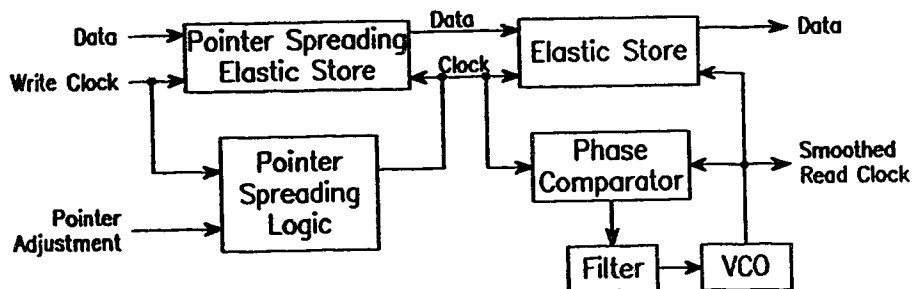 Data
Write Clock
Pointer Spreading
Elastic Store
Data
Clock
Elastic Store
Data
Pointer
Spreading
Logic
Pointer
Adjustment
Phase
Comparator
Smoothed
Read Clock
Filter
VCO